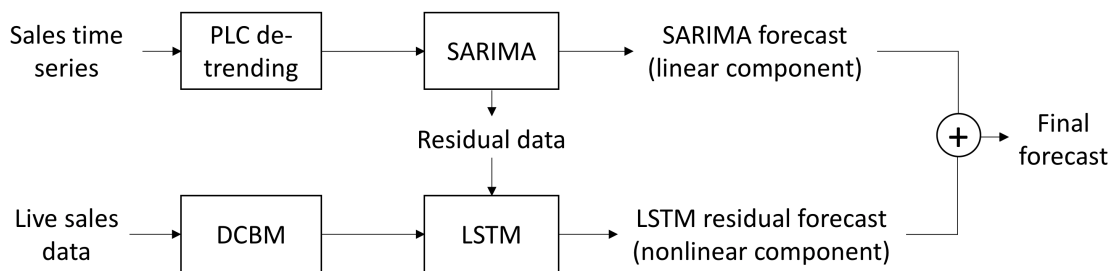 Sales time
series
PLC de-
trending
SARIMA
SARIMA forecast
(linear component)
Residual data
+
Final
forecast
Live sales
data
DCBM
LSTM
LSTM residual forecast
(nonlinear component)